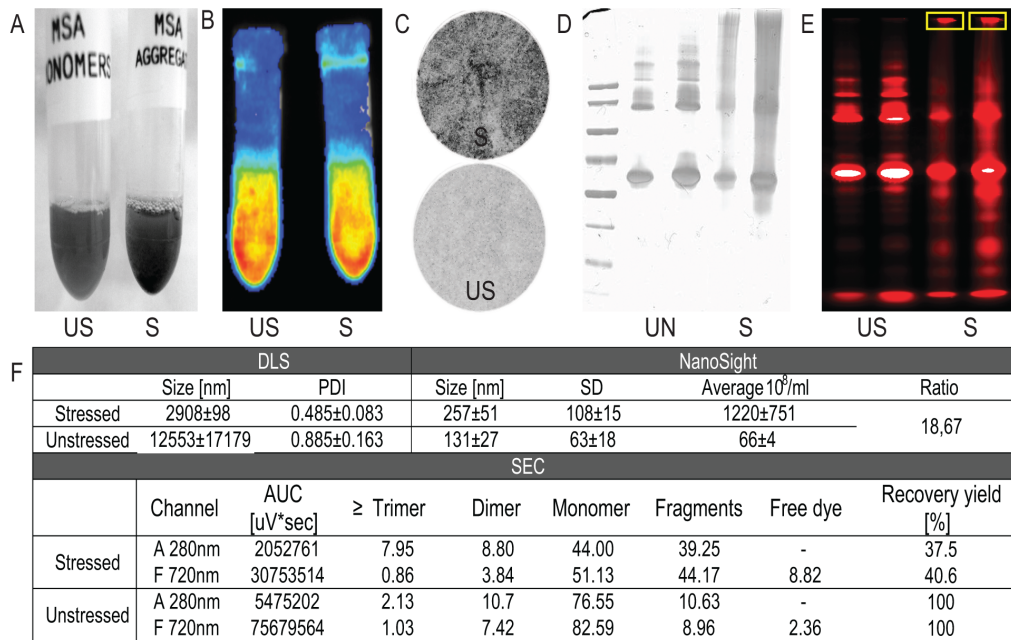 A
B
C
D
E
MSA
ONOMERS
MSA
AGGREGAT
S
US
US
S
US
S
UN
S
US
S
F
DLS
NanoSight
Size [nm] PDI Size [nm] SD Average 10⁸/ml Ratio
Stressed 2908±98 0.485±0.083 257±51 108±15 1220±751 18,67
Unstressed 12553±17179 0.885±0.163 131±27 63±18 66±4
SEC
Channel AUC [uV*sec] ≥ Trimer Dimer Monomer Fragments Free dye Recovery yield [%]
Stressed A 280nm 2052761 7.95 8.80 44.00 39.25 - 37.5
F 720nm 30753514 0.86 3.84 51.13 44.17 8.82 40.6
Unstressed A 280nm 5475202 2.13 10.7 76.55 10.63 - 100
F 720nm 75679564 1.03 7.42 82.59 8.96 2.36 100